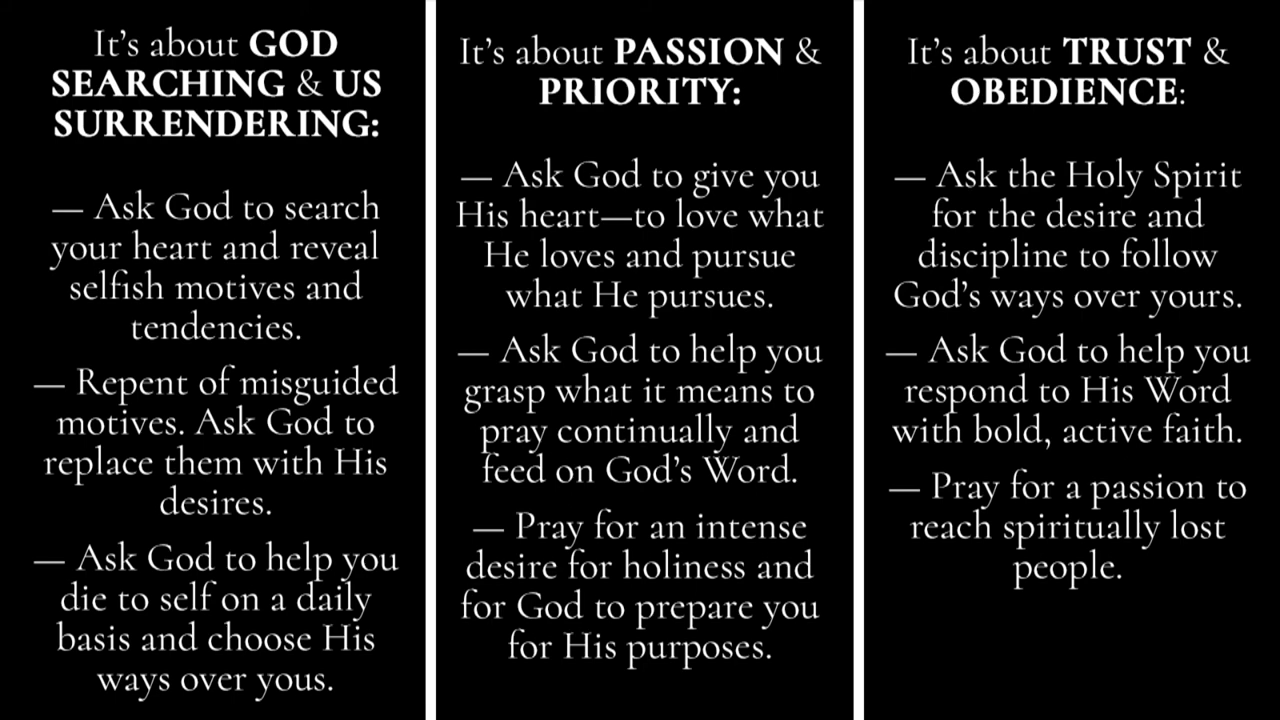 It's about GOD
SEARCHING & US
SURRENDERING:
— Ask God to search
your heart and reveal
selfish motives and
tendencies.
— Repent of misguided
motives. Ask God to
replace them with His
desires.
— Ask God to help you
die to self on a daily
basis and choose His
ways over yous.
It's about PASSION &
PRIORITY:
— Ask God to give you
His heart—to love what
He loves and pursue
what He pursues.
— Ask God to help you
grasp what it means to
pray continually and
feed on God's Word.
— Pray for an intense
desire for holiness and
for God to prepare you
for His purposes.
It's about TRUST &
OBEDIENCE:
— Ask the Holy Spirit
for the desire and
discipline to follow
God's ways over yours.
— Ask God to help you
respond to His Word
with bold, active faith.
— Pray for a passion to
reach spiritually lost
people.